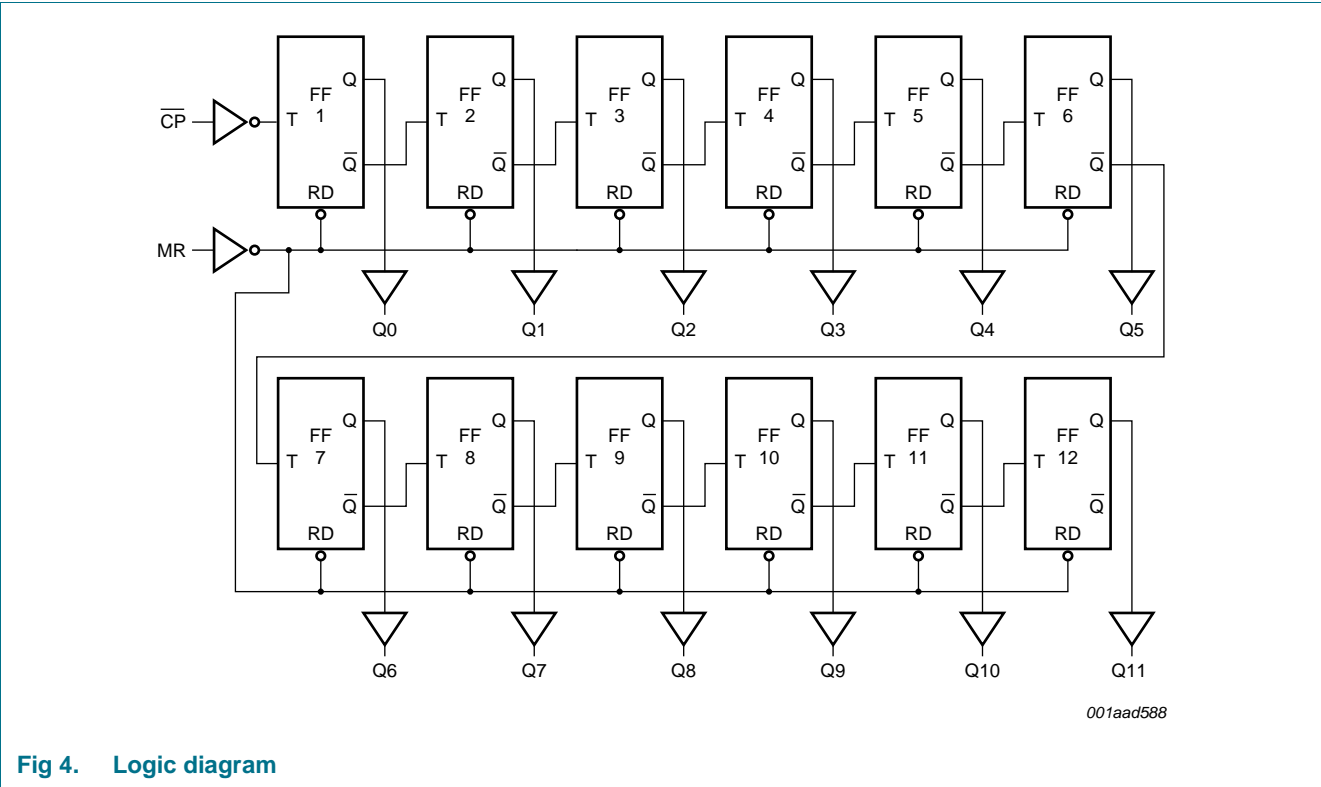 Q Q Q Q Q Q
FF FF FF FF FF FF
C̅P̅ T 1 T 2 T 3 T 4 T 5 T 6
Q̅ Q̅ Q̅ Q̅ Q̅ Q̅
RD RD RD RD RD RD
MR
Q0 Q1 Q2 Q3 Q4 Q5
Q Q Q Q Q Q
FF FF FF FF FF FF
T 7 T 8 T 9 T 10 T 11 T 12
Q̅ Q̅ Q̅ Q̅ Q̅ Q̅
RD RD RD RD RD RD
Q6 Q7 Q8 Q9 Q10 Q11
001aad588
Fig 4. Logic diagram